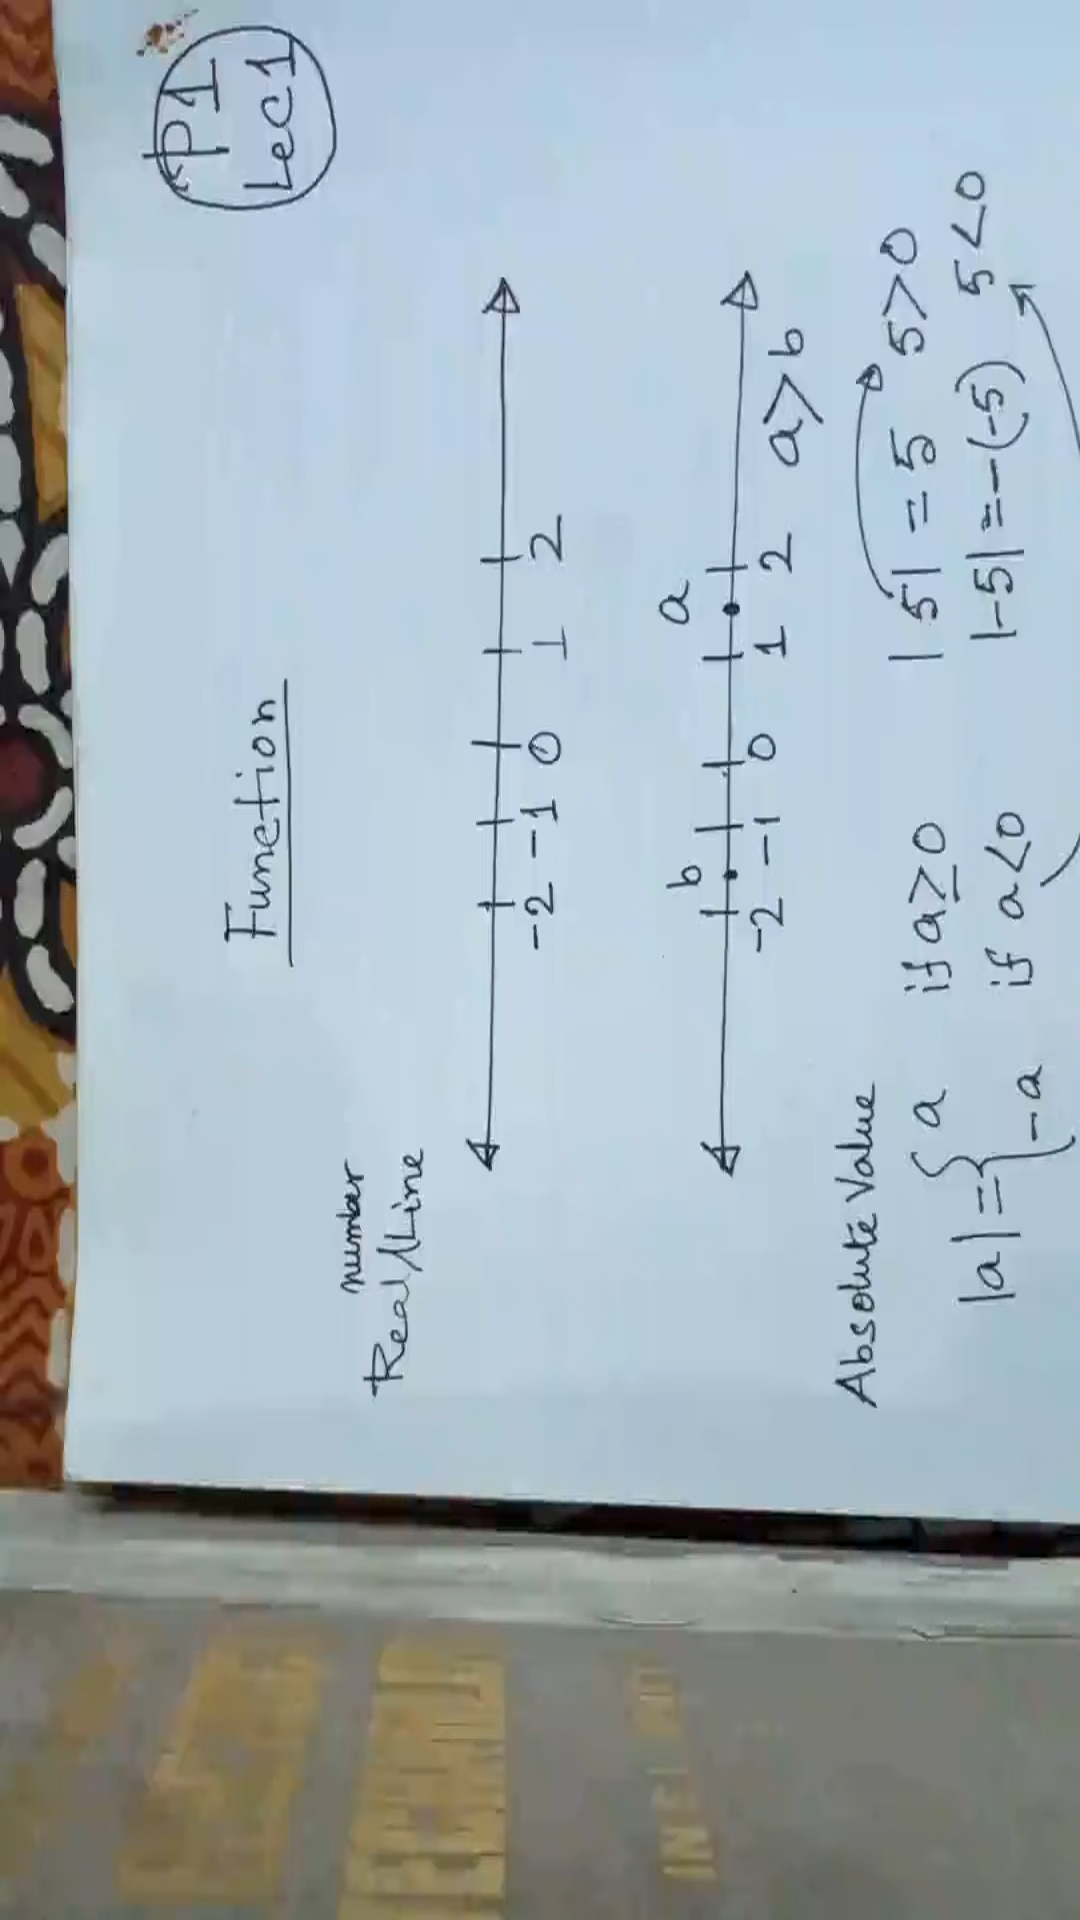 P1
Lec1
Function
number
Real Line
-2 -1 0 1 2
b a
-2 -1 0 1 2 a>b
Absolute Value
|a| = { a if a≥0 |5| = 5 5>0
-a if a<0 |-5| = -(-5) 5<0